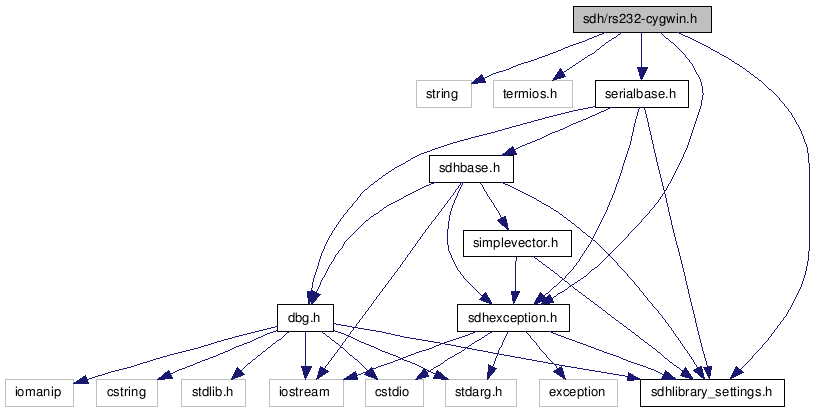 sdh/rs232-cygwin.h
string
termios.h
serialbase.h
sdhbase.h
simplevector.h
dbg.h
sdhexception.h
iomanip
cstring
stdlib.h
iostream
cstdio
stdarg.h
exception
sdhlibrary_settings.h